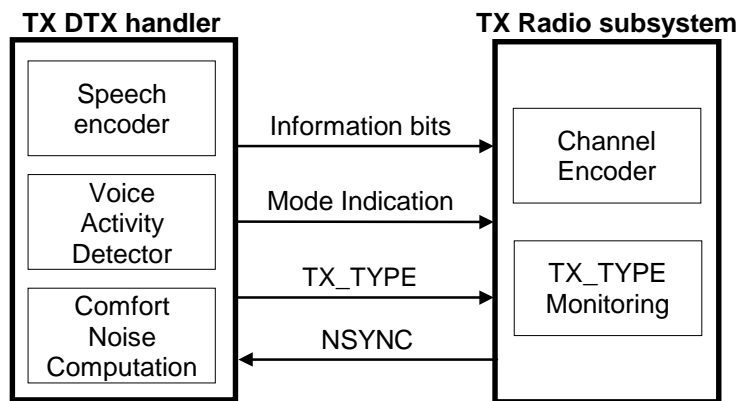 TX DTX handler
TX Radio subsystem
Speech
encoder
Information bits
Channel
Encoder
Voice
Activity
Detector
Mode Indication
TX_TYPE
TX_TYPE
Monitoring
Comfort
Noise
Computation
NSYNC